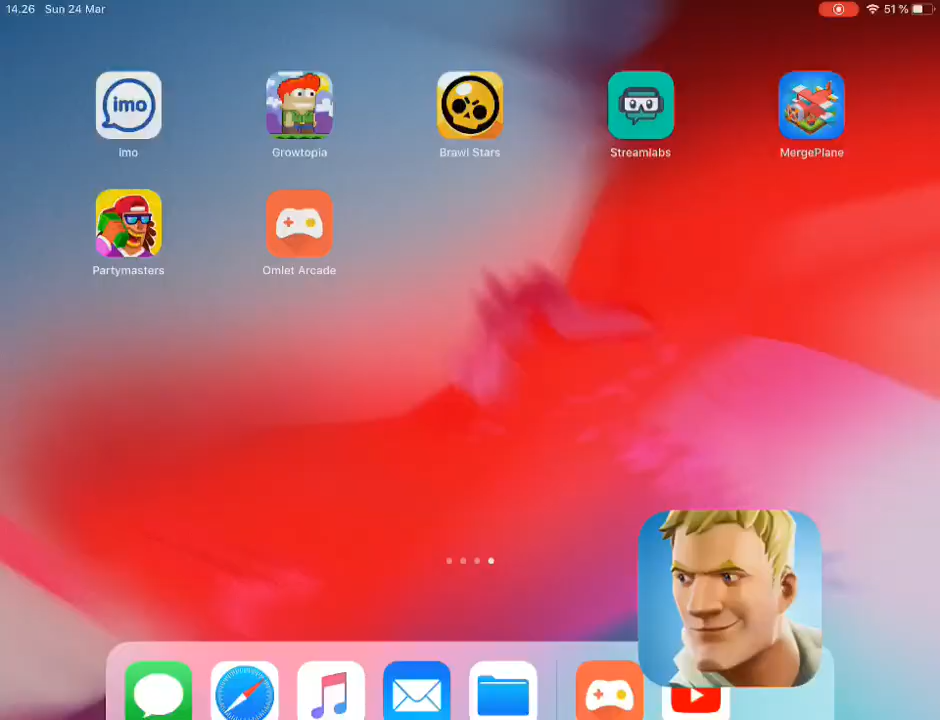 14.26 Sun 24 Mar 51 %
imo
imo Growtopia Brawl Stars Streamlabs MergePlane
Partymasters Omlet Arcade